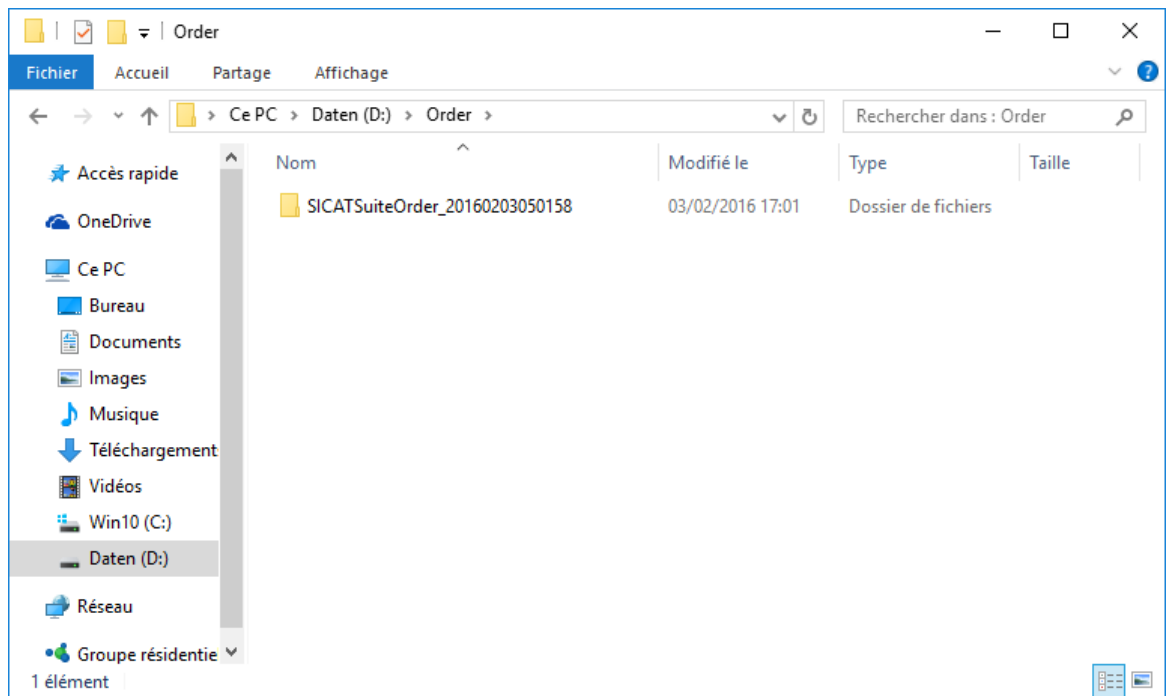 Order
Fichier Accueil Partage Affichage
Ce PC Daten (D:) Order Rechercher dans : Order
Nom Modifié le Type Taille
SICATSuiteOrder_20160203050158 03/02/2016 17:01 Dossier de fichiers
Accès rapide
OneDrive
Ce PC
Bureau
Documents
Images
Musique
Téléchargement
Vidéos
Win10 (C:)
Daten (D:)
Réseau
Groupe résidentie
1 élément